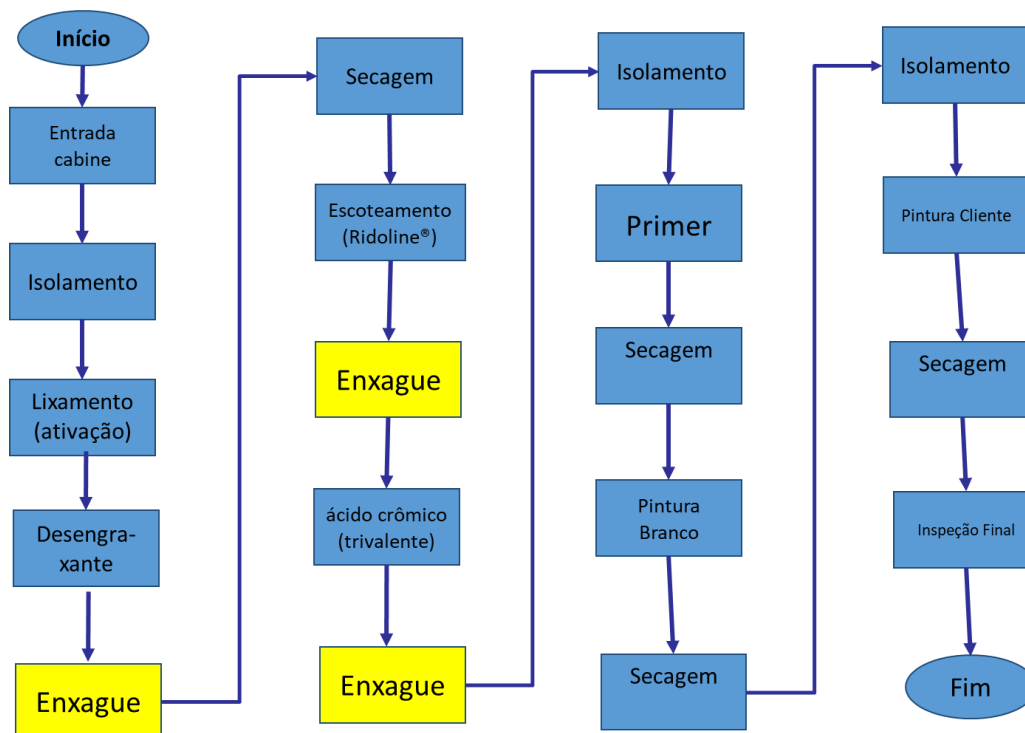 Início
Entrada
cabine
Isolamento
Lixamento
(ativação)
Desengra-
xante
Enxague
Secagem
Escoteamento
(Ridoline®)
Enxague
ácido crômico
(trivalente)
Enxague
Isolamento
Primer
Secagem
Pintura
Branco
Secagem
Isolamento
Pintura Cliente
Secagem
Inspeção Final
Fim